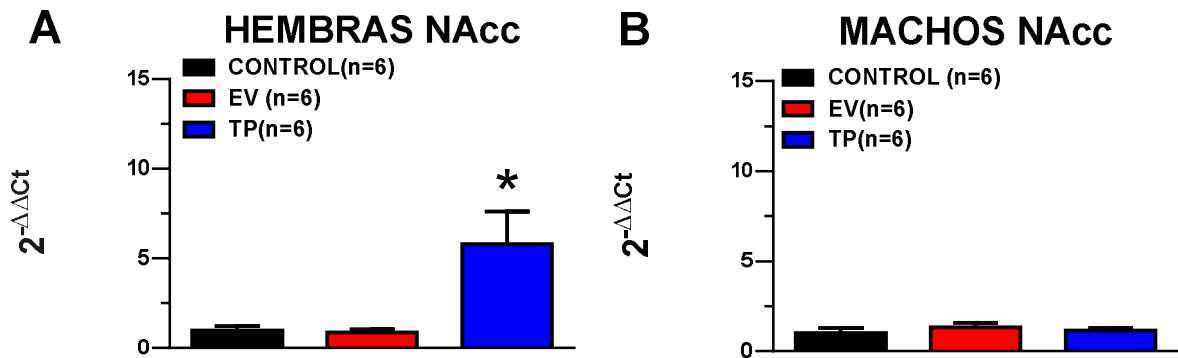 A
HEMBRAS NAcc
CONTROL(n=6)
EV (n=6)
TP(n=6)
15
10
5
0
2-ΔΔCt
*
B
MACHOS NAcc
CONTROL (n=6)
EV(n=6)
TP(n=6)
15
10
5
0
2-ΔΔCt